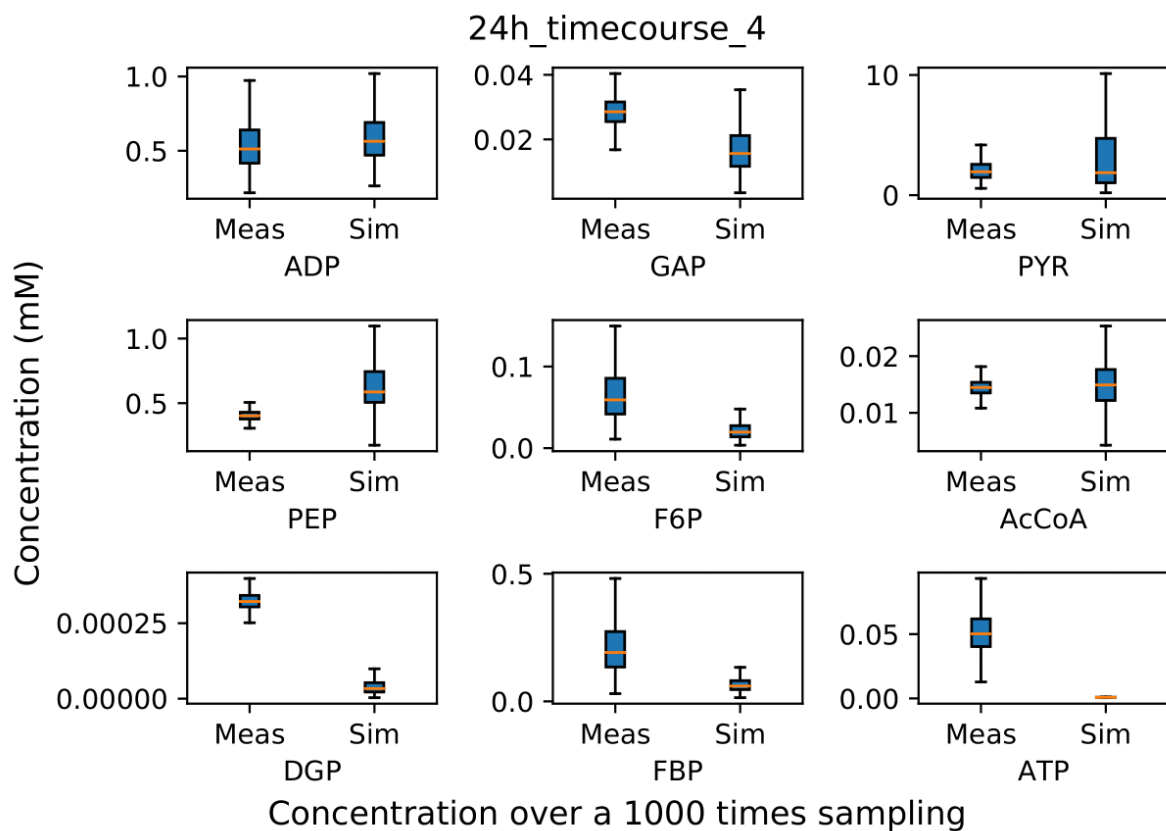 24h_timecourse_4
Concentration (mM)
1.0
0.5
Meas Sim
ADP
0.04
0.02
Meas Sim
GAP
10
0
Meas Sim
PYR
1.0
0.5
Meas Sim
PEP
0.1
0.0
Meas Sim
F6P
0.02
0.01
Meas Sim
AcCoA
0.00025
0.00000
Meas Sim
DGP
0.5
0.0
Meas Sim
FBP
0.05
0.00
Meas Sim
ATP
Concentration over a 1000 times sampling